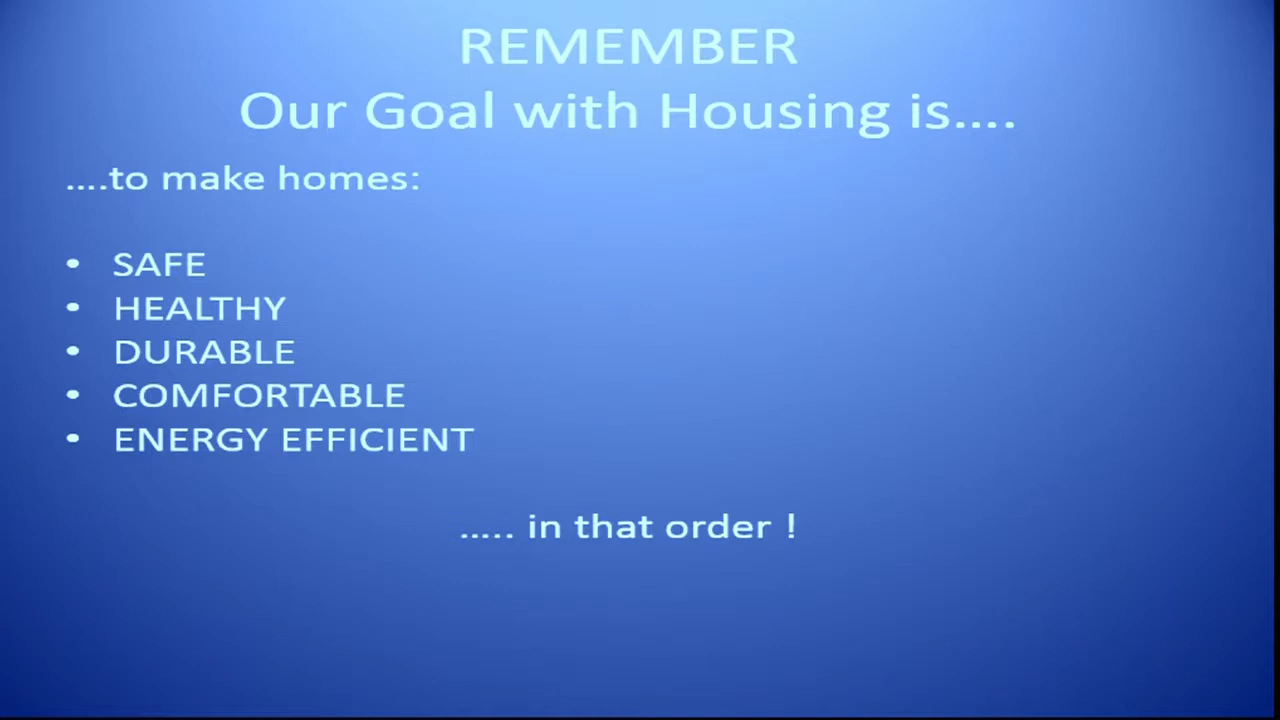 REMEMBER
Our Goal with Housing is....
....to make homes:
• SAFE
• HEALTHY
• DURABLE
• COMFORTABLE
• ENERGY EFFICIENT
..... in that order !